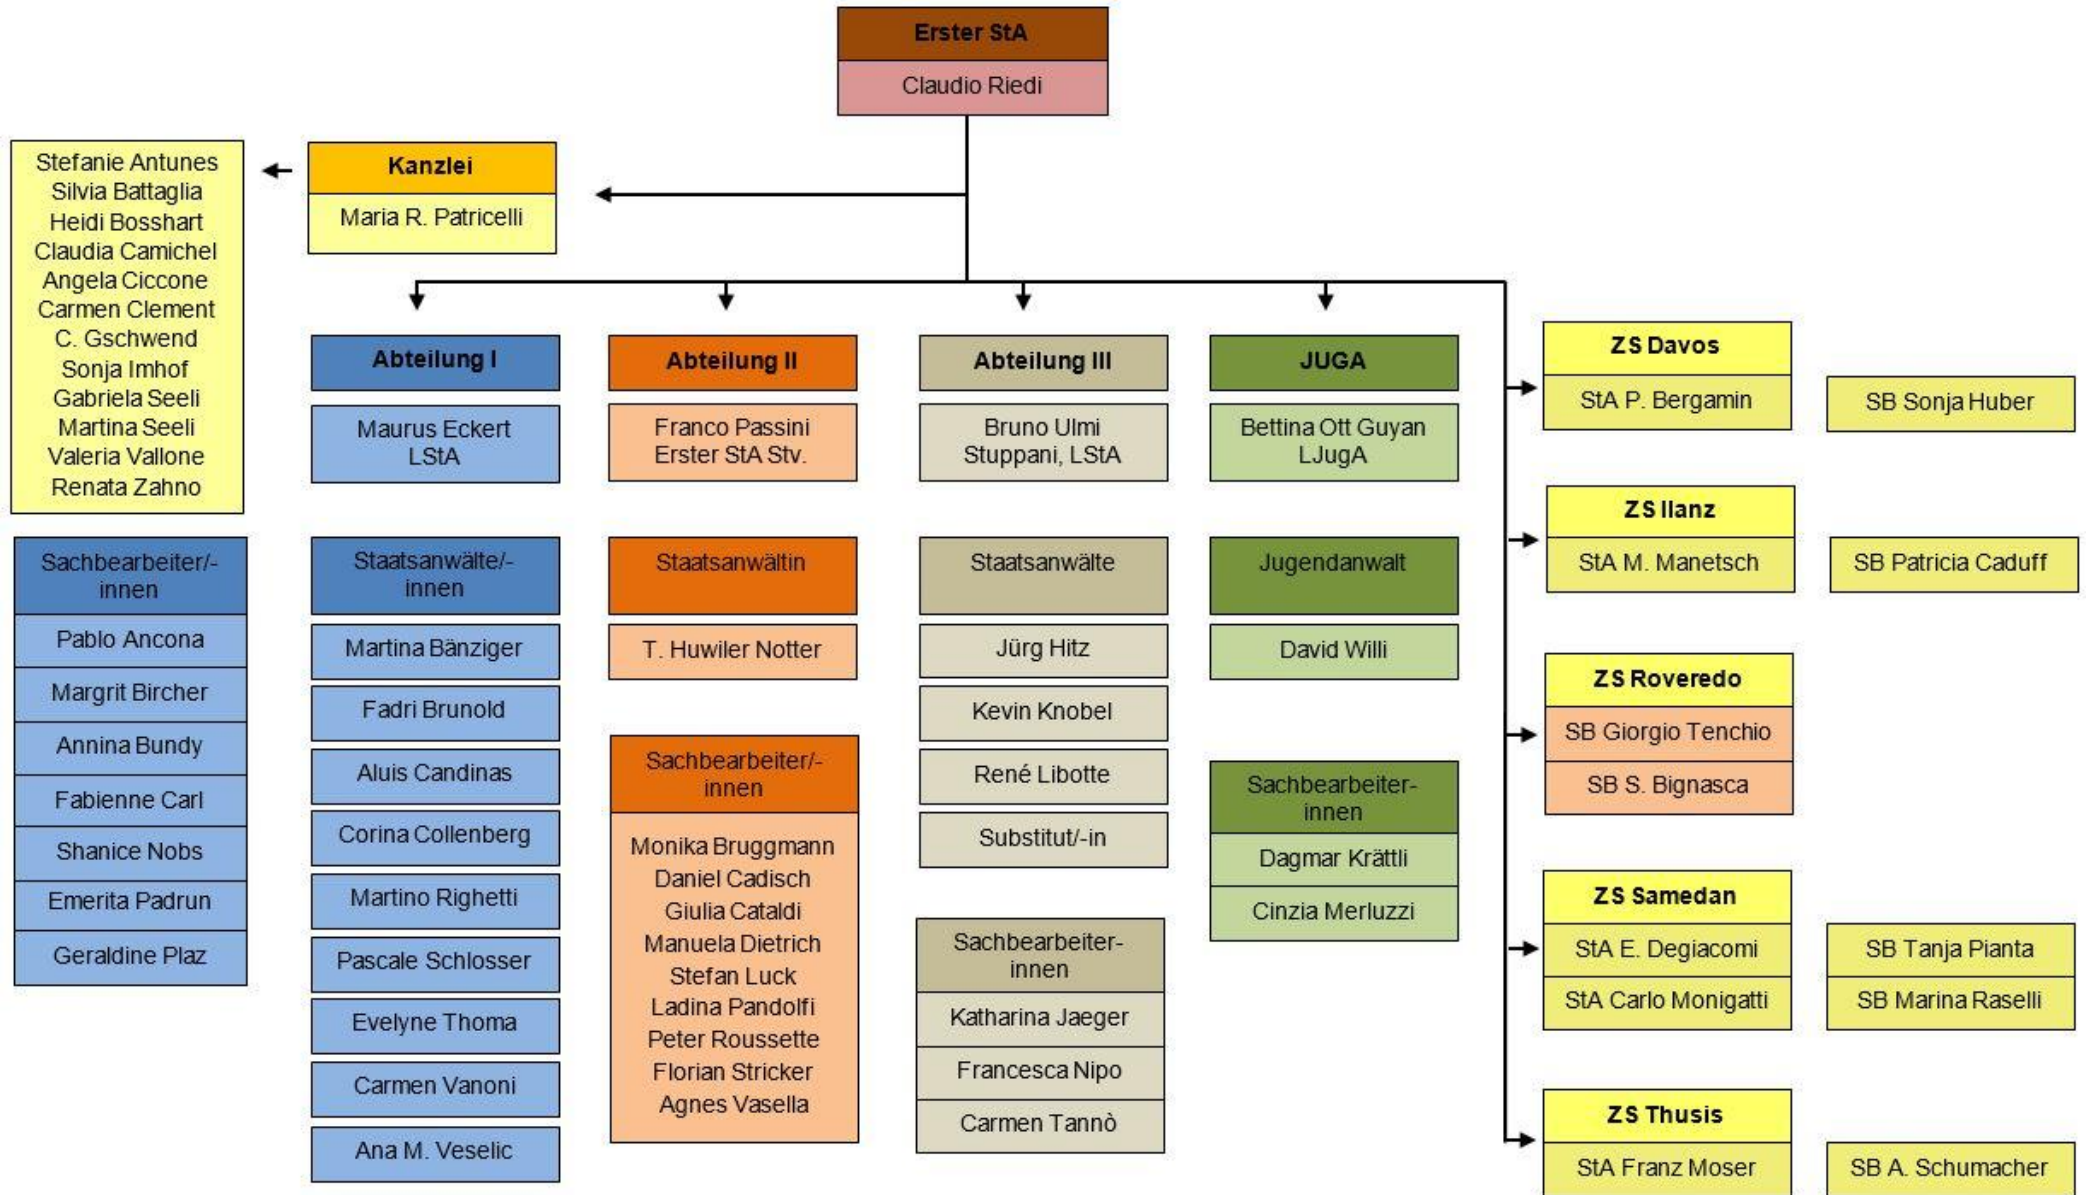 Erster StA
Claudio Riedi
Kanzlei
Maria R. Patricelli
Stefanie Antunes
Silvia Battaglia
Heidi Bosshart
Claudia Camichel
Angela Ciccone
Carmen Clement
C. Gschwend
Sonja Imhof
Gabriela Seeli
Martina Seeli
Valeria Vallone
Renata Zahno
Sachbearbeiter/-
innen
Pablo Ancona
Margrit Bircher
Annina Bundy
Fabienne Carl
Shanice Nobs
Emerita Padrun
Geraldine Plaz
Abteilung I
Maurus Eckert
LStA
Staatsanwälte/-
innen
Martina Bänziger
Fadri Brunold
Aluis Candinas
Corina Collenberg
Martino Righetti
Pascale Schlosser
Evelyne Thoma
Carmen Vanoni
Ana M. Veselic
Abteilung II
Franco Passini
Erster StA Stv.
Staatsanwältin
T. Huwiler Notter
Sachbearbeiter/-
innen
Monika Bruggmann
Daniel Cadisch
Giulia Cataldi
Manuela Dietrich
Stefan Luck
Ladina Pandolfi
Peter Roussette
Florian Stricker
Agnes Vasella
Abteilung III
Bruno Ulmi
Stuppani, LStA
Staatsanwälte
Jürg Hitz
Kevin Knobel
René Libotte
Substitut/-in
Sachbearbeiter-
innen
Katharina Jaeger
Francesca Nipo
Carmen Tannò
JUGA
Bettina Ott Guyan
LJugA
Jugendanwalt
David Willi
Sachbearbeiter-
innen
Dagmar Krättli
Cinzia Merluzzi
ZS Davos
StA P. Bergamin
SB Sonja Huber
ZS Ilanz
StA M. Manetsch
SB Patricia Caduff
ZS Roveredo
SB Giorgio Tenchio
SB S. Bignasca
ZS Samedan
StA E. Degiacomi
SB Tanja Pianta
StA Carlo Monigatti
SB Marina Raselli
ZS Thusis
StA Franz Moser
SB A. Schumacher